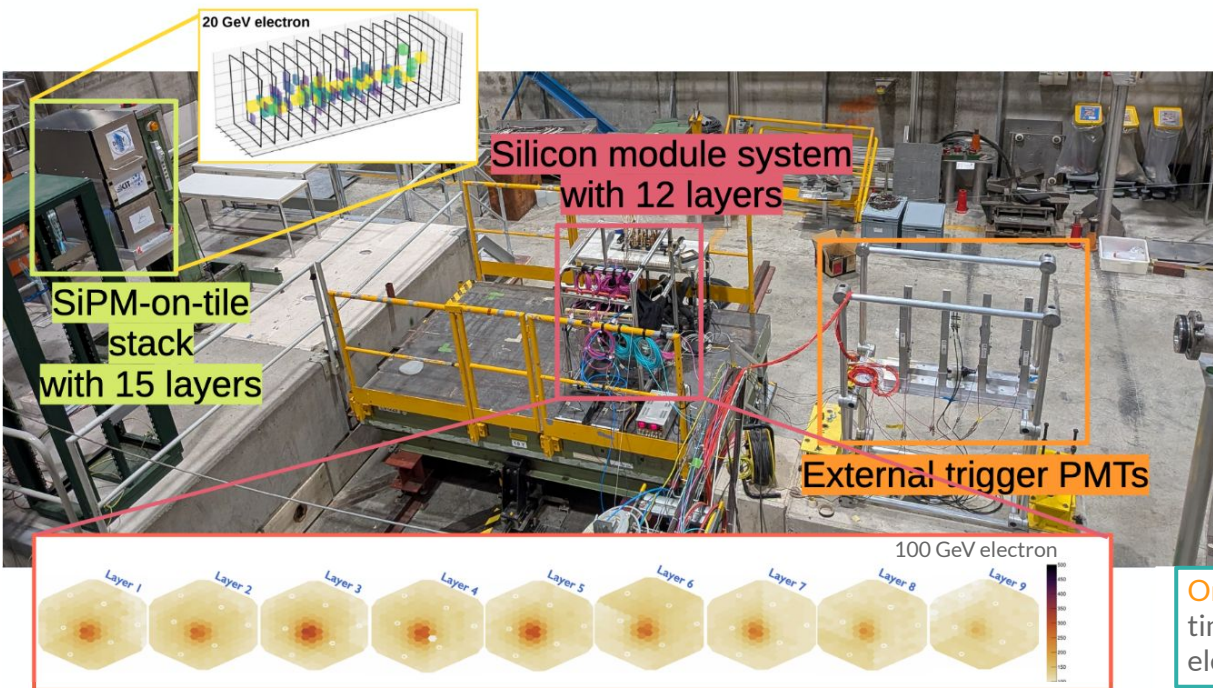 20 GeV electron
Silicon module system
with 12 layers
SiPM-on-tile
stack
with 15 layers
External trigger PMTs
100 GeV electron
Layer 1
Layer 2
Layer 3
Layer 4
Layer 5
Layer 6
Layer 7
Layer 8
Layer 9